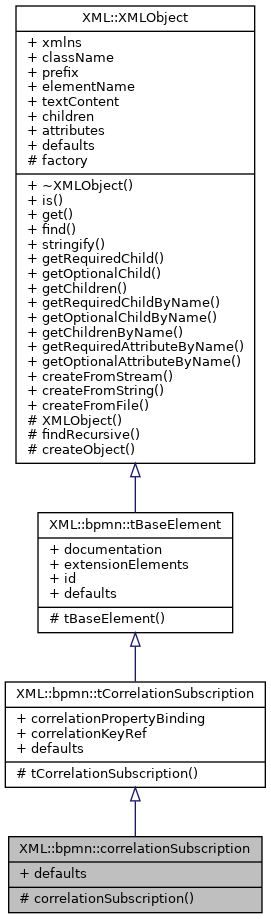 XML::XMLObject
+ xmlns
+ className
+ prefix
+ elementName
+ textContent
+ children
+ attributes
+ defaults
# factory
+ ~XMLObject()
+ is()
+ get()
+ find()
+ stringify()
+ getRequiredChild()
+ getOptionalChild()
+ getChildren()
+ getRequiredChildByName()
+ getOptionalChildByName()
+ getChildrenByName()
+ getRequiredAttributeByName()
+ getOptionalAttributeByName()
+ createFromStream()
+ createFromString()
+ createFromFile()
# XMLObject()
# findRecursive()
# createObject()
XML::bpmn::tBaseElement
+ documentation
+ extensionElements
+ id
+ defaults
# tBaseElement()
XML::bpmn::tCorrelationSubscription
+ correlationPropertyBinding
+ correlationKeyRef
+ defaults
# tCorrelationSubscription()
XML::bpmn::correlationSubscription
+ defaults
# correlationSubscription()